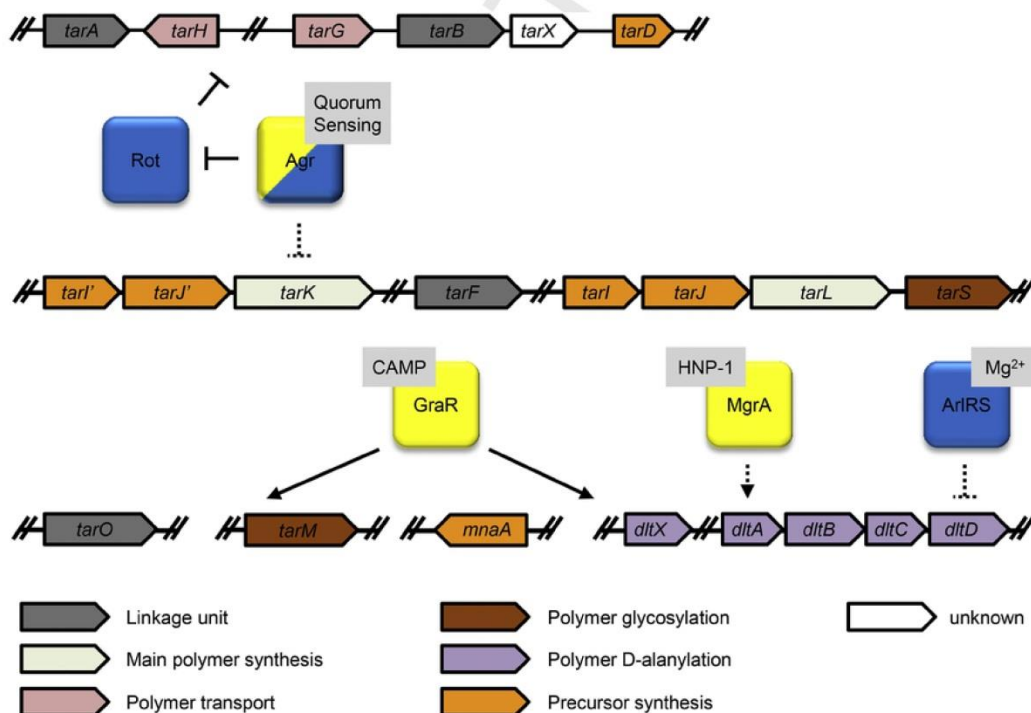 tarA tarH tarG tarB tarX tarD
Quorum
Sensing
Rot Agr
tarI' tarJ' tarK tarF tarI tarJ tarL tarS
CAMP HNP-1 Mg²⁺
GraR MgrA ArlRS
tarO tarM mnaA dltX dltA dltB dltC dltD
Linkage unit Polymer glycosylation unknown
Main polymer synthesis Polymer D-alanylation
Polymer transport Precursor synthesis